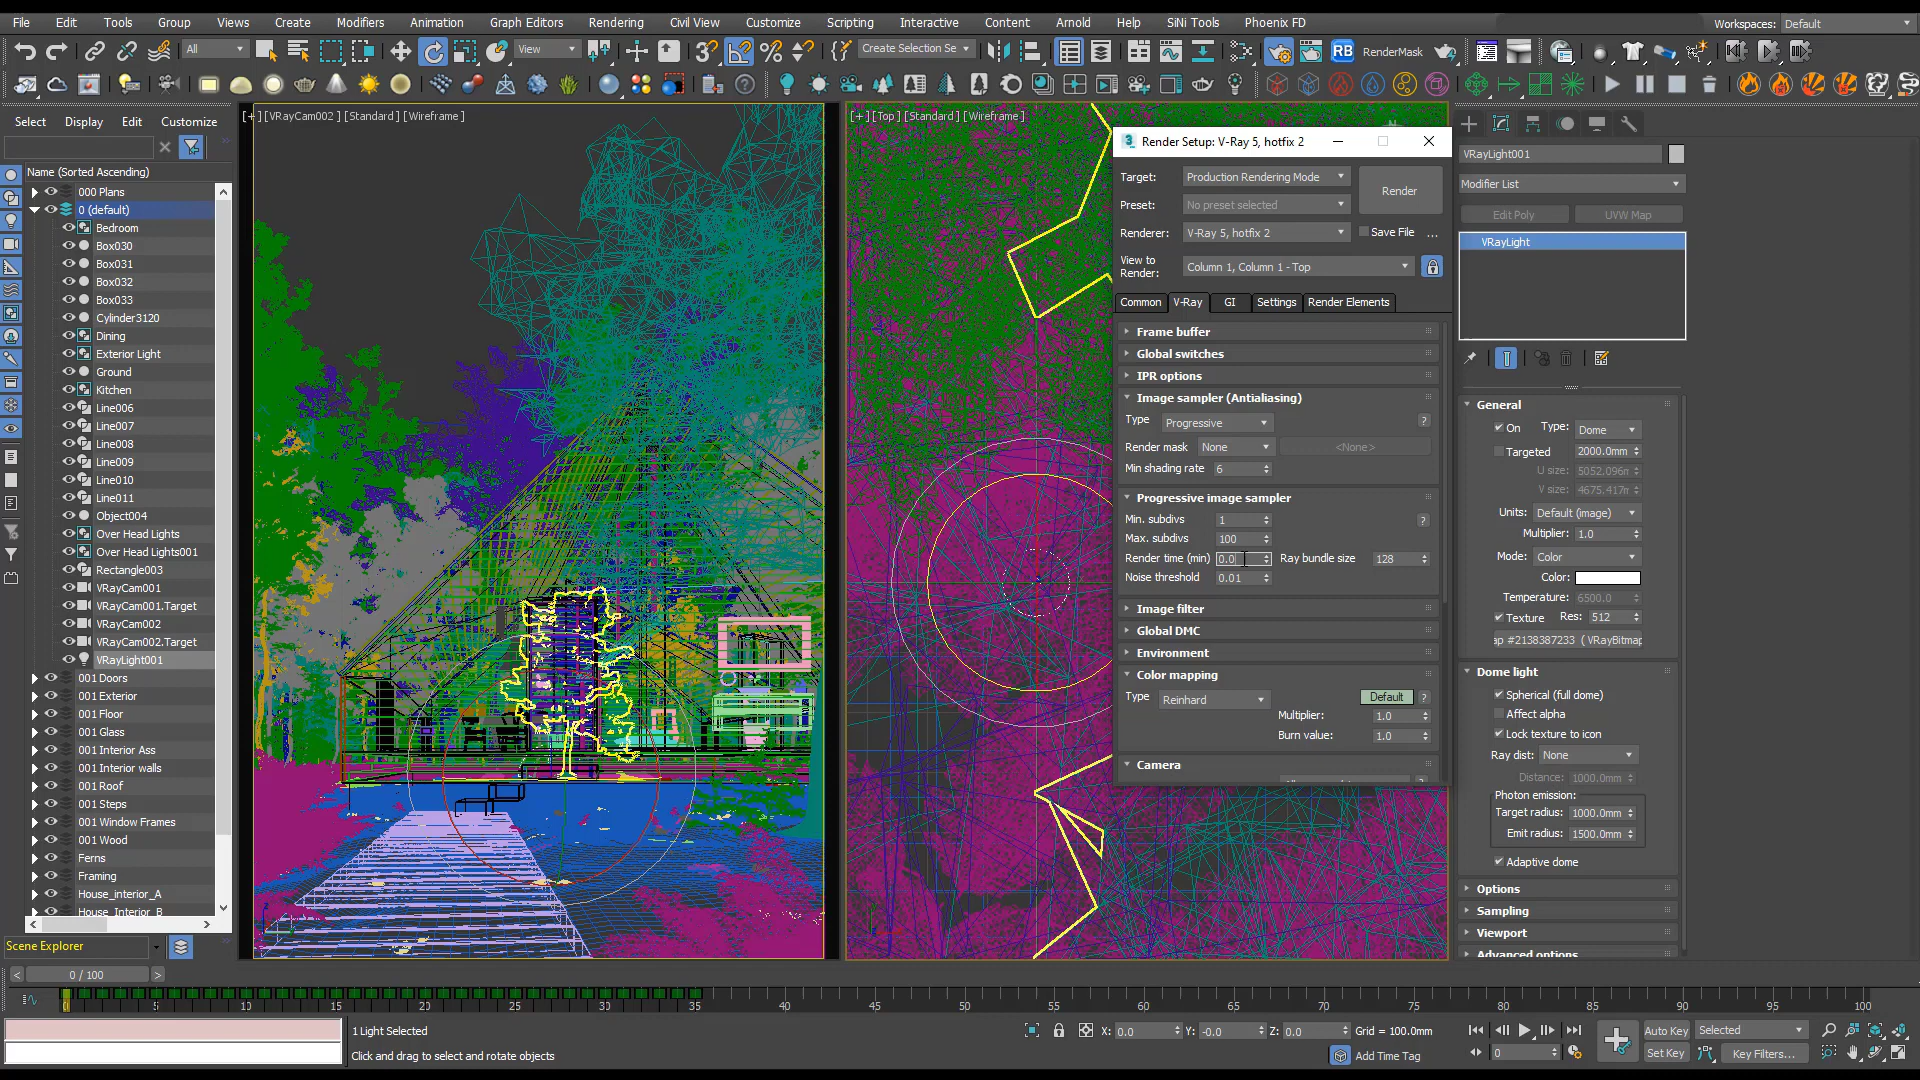 File Edit Tools Group Views Create Modifiers Animation Graph Editors Rendering Civil View Customize Scripting Interactive Content Arnold Help SiNi Tools Phoenix FD Workspaces: Default
All View Create Selection Se RB RenderMask
Select Display Edit Customize
Name (Sorted Ascending)
000 Plans
0 (default)
Bedroom
Box030
Box031
Box032
Box033
Cylinder3120
Dining
Exterior Light
Ground
Kitchen
Line006
Line007
Line008
Line009
Line010
Line011
Object004
Over Head Lights
Over Head Lights001
Rectangle003
VRayCam001
VRayCam001.Target
VRayCam002
VRayCam002.Target
VRayLight001
001 Doors
001 Exterior
001 Floor
001 Glass
001 Interior Ass
001 Interior walls
001 Roof
001 Steps
001 Window Frames
001 Wood
Ferns
Framing
House_interior_A
House_Interior_B
Scene Explorer
[+] [VRayCam002 ] [Standard ] [Wireframe ]
[+] [Top ] [Standard ] [Wireframe ]
3 Render Setup: V-Ray 5, hotfix 2
Target: Production Rendering Mode Render
Preset: No preset selected
Renderer: V-Ray 5, hotfix 2 Save File ...
View to Render: Column 1, Column 1 - Top
Common V-Ray GI Settings Render Elements
Frame buffer
Global switches
IPR options
Image sampler (Antialiasing)
Type Progressive ?
Render mask None <None>
Min shading rate 6
Progressive image sampler
Min. subdivs 1 ?
Max. subdivs 100
Render time (min) 0.0 Ray bundle size 128
Noise threshold 0.01
Image filter
Global DMC
Environment
Color mapping
Type Reinhard Default ?
Multiplier: 1.0
Burn value: 1.0
Camera
VRayLight001
Modifier List
Edit Poly UVW Map
VRayLight
General
On Type: Dome
Targeted 2000.0mm
U size: 5052.096m
V size: 4675.417m
Units: Default (image)
Multiplier: 1.0
Mode: Color
Color:
Temperature: 6500.0
Texture Res: 512
ap #2138387233 ( VRayBitmap
Dome light
Spherical (full dome)
Affect alpha
Lock texture to icon
Ray dist: None
Distance: 1000.0mm
Photon emission:
Target radius: 1000.0mm
Emit radius: 1500.0mm
Adaptive dome
Options
Sampling
Viewport
Advanced options
< 0 / 100 >
0 5 10 15 20 25 30 35 40 45 50 55 60 65 70 75 80 85 90 95 100
1 Light Selected X: 0.0 Y: -0.0 Z: 0.0 Grid = 100.0mm Auto Key Selected
Click and drag to select and rotate objects Add Time Tag 0 Set Key Key Filters...